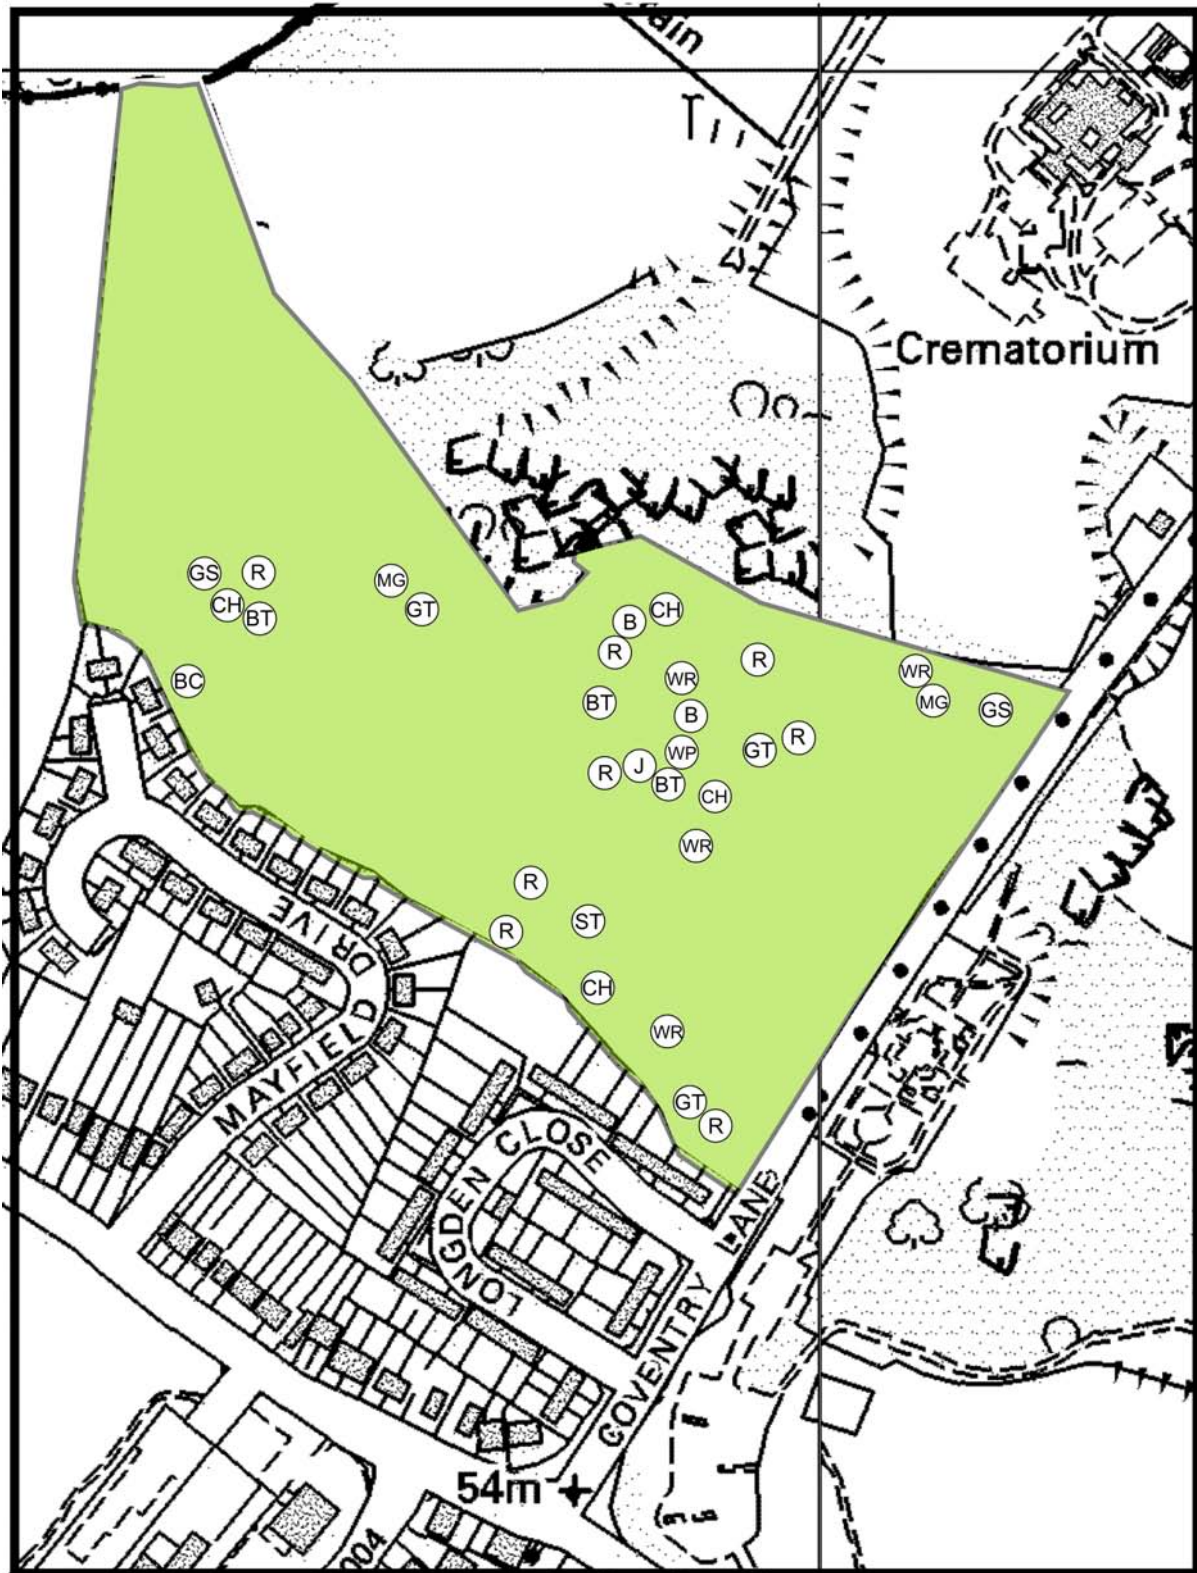 ain
Crematorium
GS
R
MG
CH
BT
GT
CH
B
R
R
WR
WR
BC
BT
MG
GS
B
R
WP
GT
J
R
BT
CH
WR
R
ST
R
CH
WR
GT
R
MAYFIELD DRIVE
LONGDEN CLOSE
COVENTRY LANE
54m
004